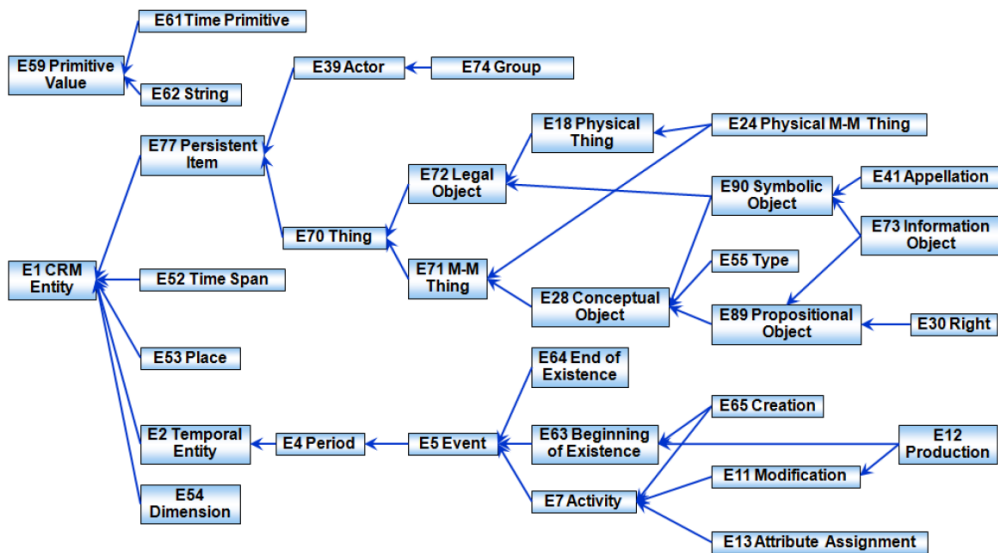 E61 Time Primitive
E59 Primitive
Value
E62 String
E39 Actor
E74 Group
E77 Persistent
Item
E18 Physical
Thing
E24 Physical M-M Thing
E72 Legal
Object
E90 Symbolic
Object
E41 Appellation
E70 Thing
E73 Information
Object
E1 CRM
Entity
E52 Time Span
E71 M-M
Thing
E55 Type
E28 Conceptual
Object
E89 Propositional
Object
E30 Right
E53 Place
E64 End of
Existence
E65 Creation
E2 Temporal
Entity
E4 Period
E5 Event
E63 Beginning
of Existence
E12
Production
E11 Modification
E54
Dimension
E7 Activity
E13 Attribute Assignment